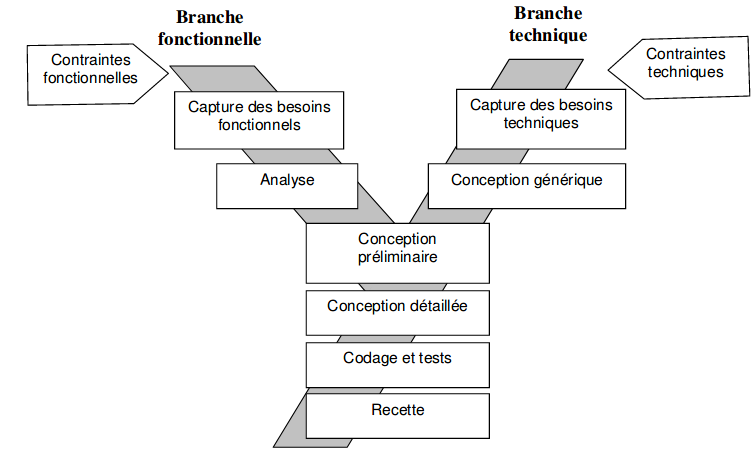 Branche
fonctionnelle
Branche
technique
Contraintes
fonctionnelles
Contraintes
techniques
Capture des besoins
fonctionnels
Capture des besoins
techniques
Analyse
Conception générique
Conception
préliminaire
Conception détaillée
Codage et tests
Recette